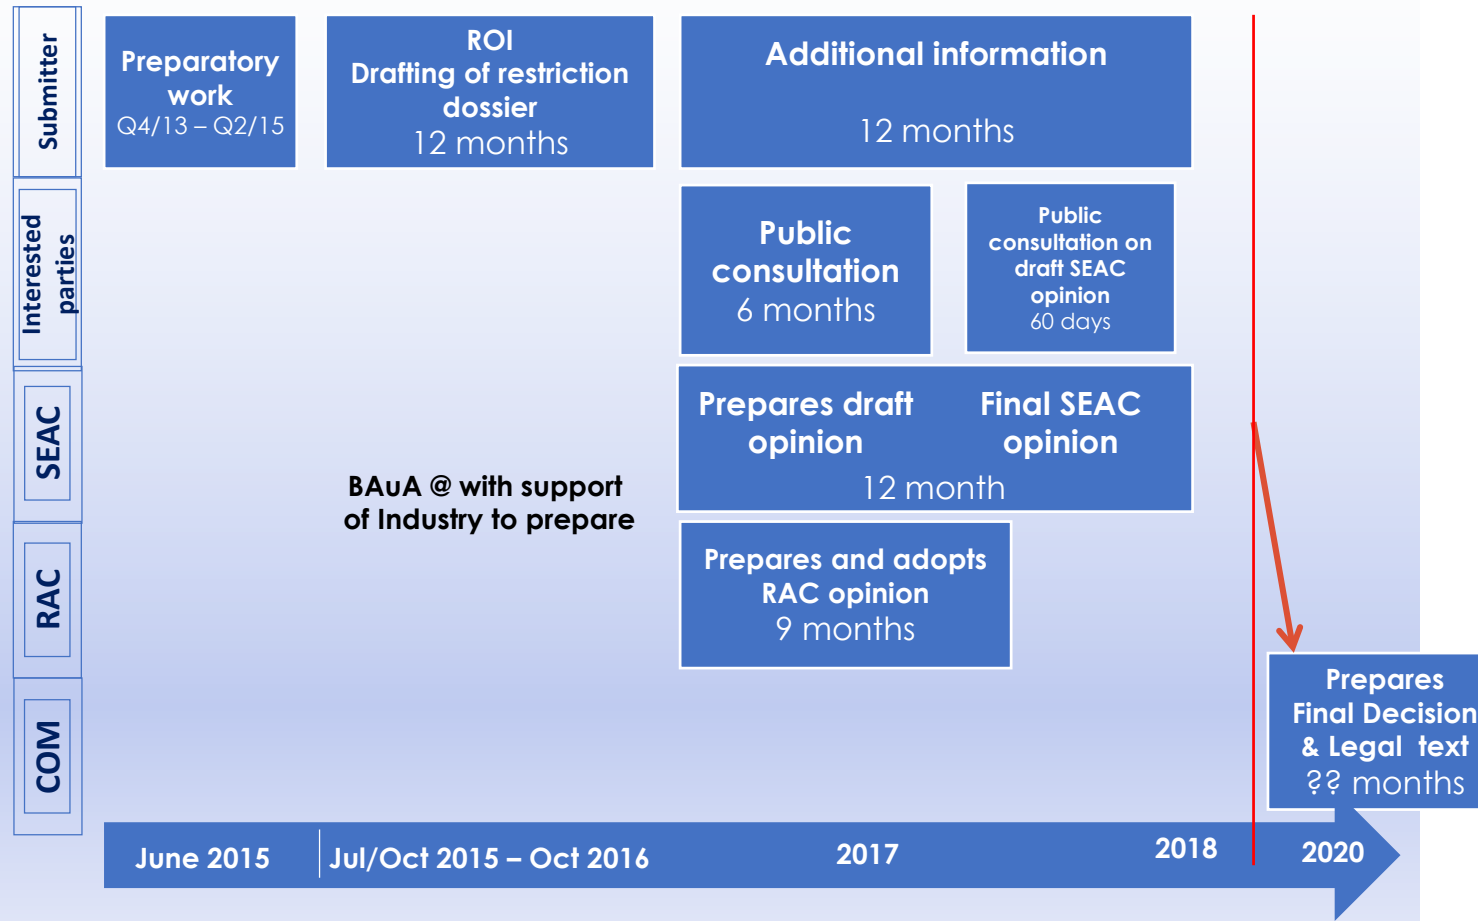 Submitter
Preparatory
work
Q4/13 – Q2/15
ROI
Drafting of restriction
dossier
12 months
Additional information
12 months
Interested
parties
Public
consultation
6 months
Public
consultation on
draft SEAC
opinion
60 days
SEAC
Prepares draft
opinion
Final SEAC
opinion
12 month
BAuA @ with support
of Industry to prepare
RAC
Prepares and adopts
RAC opinion
9 months
COM
Prepares
Final Decision
& Legal text
?? months
June 2015
Jul/Oct 2015 – Oct 2016
2017
2018
2020